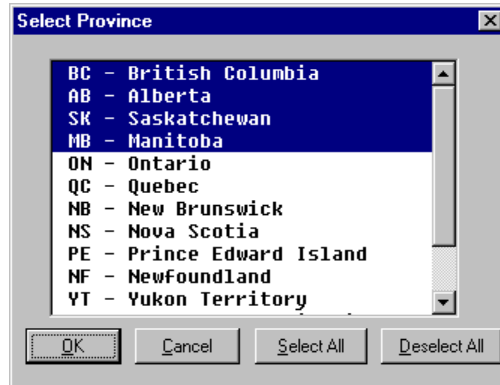 Select Province
BC - British Columbia
AB - Alberta
SK - Saskatchewan
MB - Manitoba
ON - Ontario
QC - Quebec
NB - New Brunswick
NS - Nova Scotia
PE - Prince Edward Island
NF - Newfoundland
YT - Yukon Territory
OK Cancel Select All Deselect All